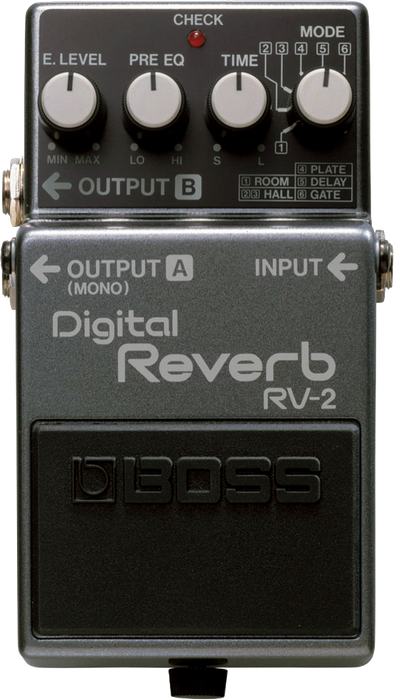 CHECK
MODE
E. LEVEL PRE EQ TIME 2 3 4 5 6
1
MIN MAX LO HI S L
← OUTPUT B
4 PLATE
1 ROOM 5 DELAY
2 3 HALL 6 GATE
← OUTPUT A INPUT ←
(MONO)
Digital
Reverb
RV-2
BOSS